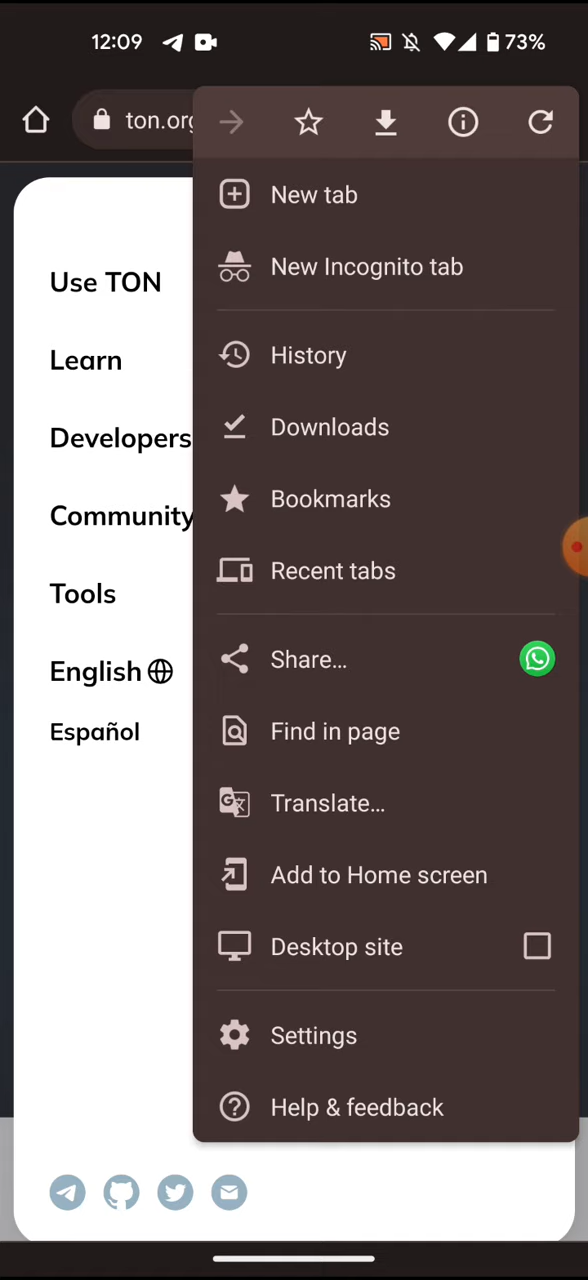 12:09
73%
ton.org
New tab
New Incognito tab
History
Downloads
Bookmarks
Recent tabs
Share...
Find in page
Translate...
Add to Home screen
Desktop site
Settings
Help & feedback
Use TON
Learn
Developers
Community
Tools
English
Español